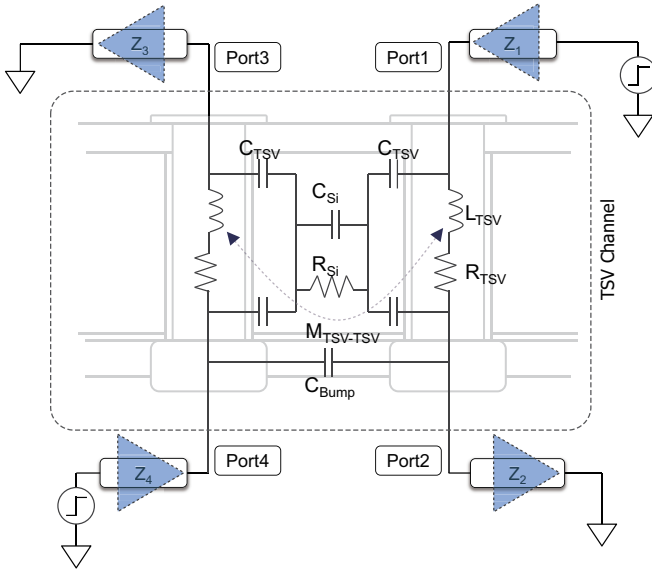 Z3
Port3
Port1
Z1
CTSV
CTSV
CSi
LTSV
RSi
RTSV
TSV Channel
MTSV-TSV
CBump
Port4
Port2
Z4
Z2